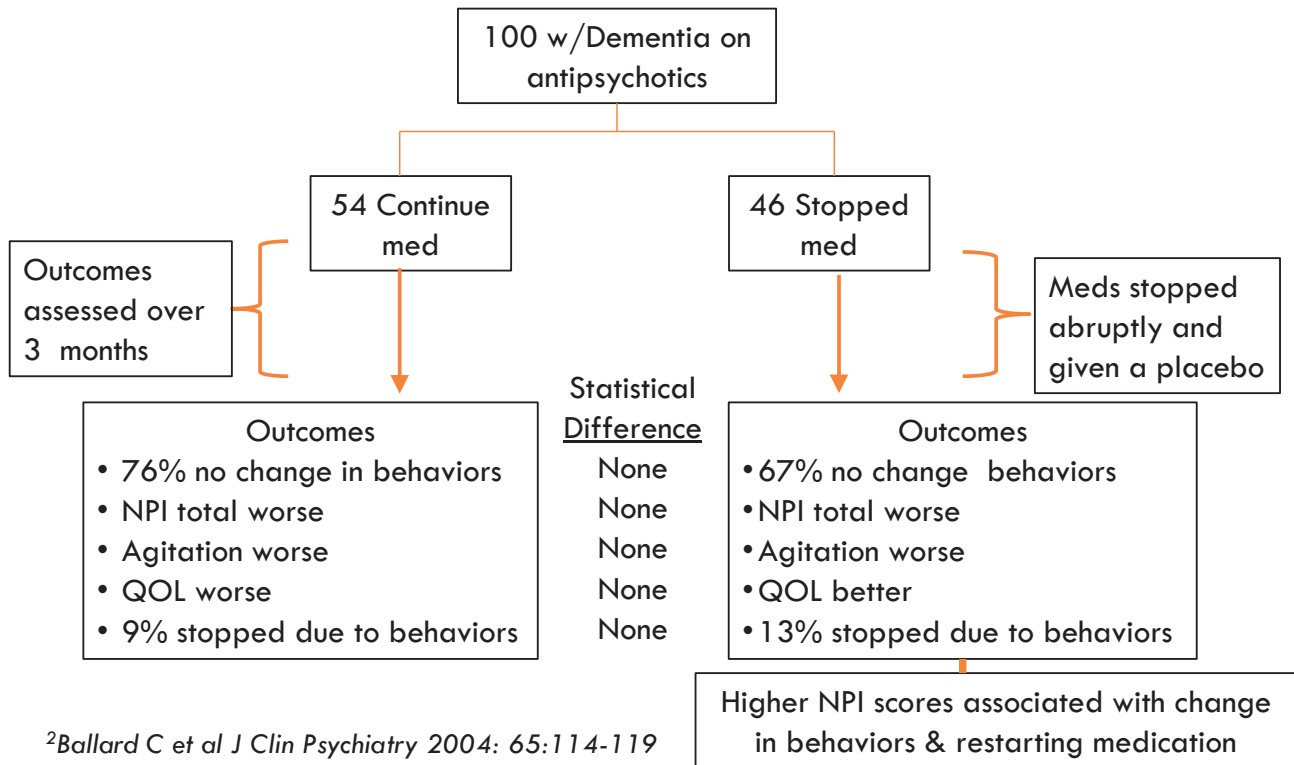 100 w/Dementia on
antipsychotics
54 Continue
med
46 Stopped
med
Outcomes
assessed over
3 months
Meds stopped
abruptly and
given a placebo
Outcomes
• 76% no change in behaviors
• NPI total worse
• Agitation worse
• QOL worse
• 9% stopped due to behaviors
Statistical
Difference
None
None
None
None
None
Outcomes
• 67% no change behaviors
• NPI total worse
• Agitation worse
• QOL better
• 13% stopped due to behaviors
Higher NPI scores associated with change
in behaviors & restarting medication
²Ballard C et al J Clin Psychiatry 2004: 65:114-119